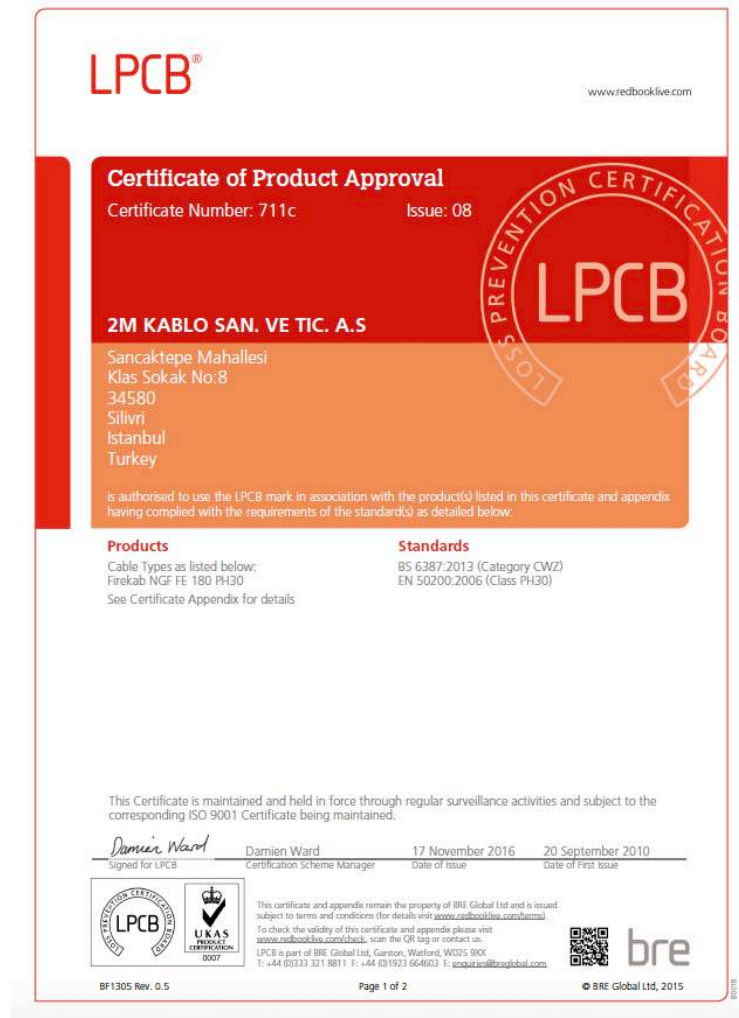 LPCB®
www.redbooklive.com
Certificate of Product Approval
Certificate Number: 711c Issue: 08
LOSS PREVENTION CERTIFICATION BOARD
LPCB
2M KABLO SAN. VE TIC. A.S
Sancaktepe Mahallesi
Klas Sokak No:8
34580
Silivri
Istanbul
Turkey
is authorised to use the LPCB mark in association with the product(s) listed in this certificate and appendix
having complied with the requirements of the standard(s) as detailed below:
Products
Cable Types as listed below:
Firekab NGF FE 180 PH30
See Certificate Appendix for details
Standards
BS 6387:2013 (Category CWZ)
EN 50200:2006 (Class PH30)
This Certificate is maintained and held in force through regular surveillance activities and subject to the
corresponding ISO 9001 Certificate being maintained.
Damien Ward
Damien Ward 17 November 2016 20 September 2010
Signed for LPCB Certification Scheme Manager Date of Issue Date of First Issue
LOSS PREVENTION CERTIFICATION BOARD
LPCB
UKAS
PRODUCT
CERTIFICATION
0007
This certificate and appendix remain the property of BRE Global Ltd and is issued
subject to terms and conditions (for details visit www.redbooklive.com/terms)
To check the validity of this certificate and appendix please visit
www.redbooklive.com/check, scan the QR tag or contact us.
LPCB is part of BRE Global Ltd, Garston, Watford, WD25 9XX
T: +44 (0)333 321 8811 F: +44 (0)1923 664603 E: enquiries@breglobal.com
bre
BF1305 Rev. 0.5 Page 1 of 2 © BRE Global Ltd, 2015